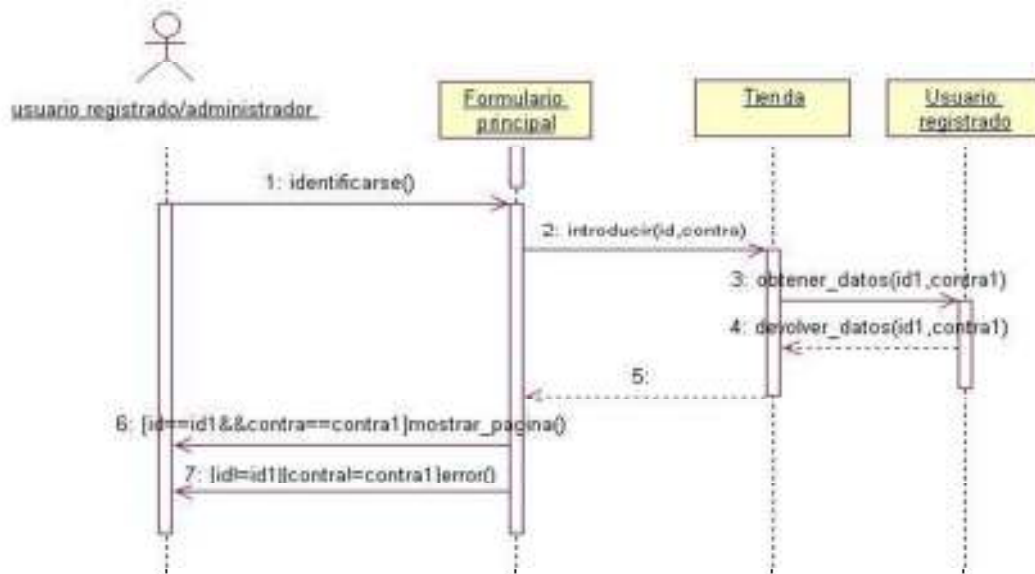 usuario registrado/administrador
Formulario
principal
Tienda
Usuario
registrado
1: identificarse()
2: introducir(id,contra)
3: obtener_datos(id1,contra1)
4: devolver_datos(id1,contra1)
5:
6: [id==id1&&contra==contra1]mostrar_pagina()
7: [id!=id1||contra!=contra1]error()